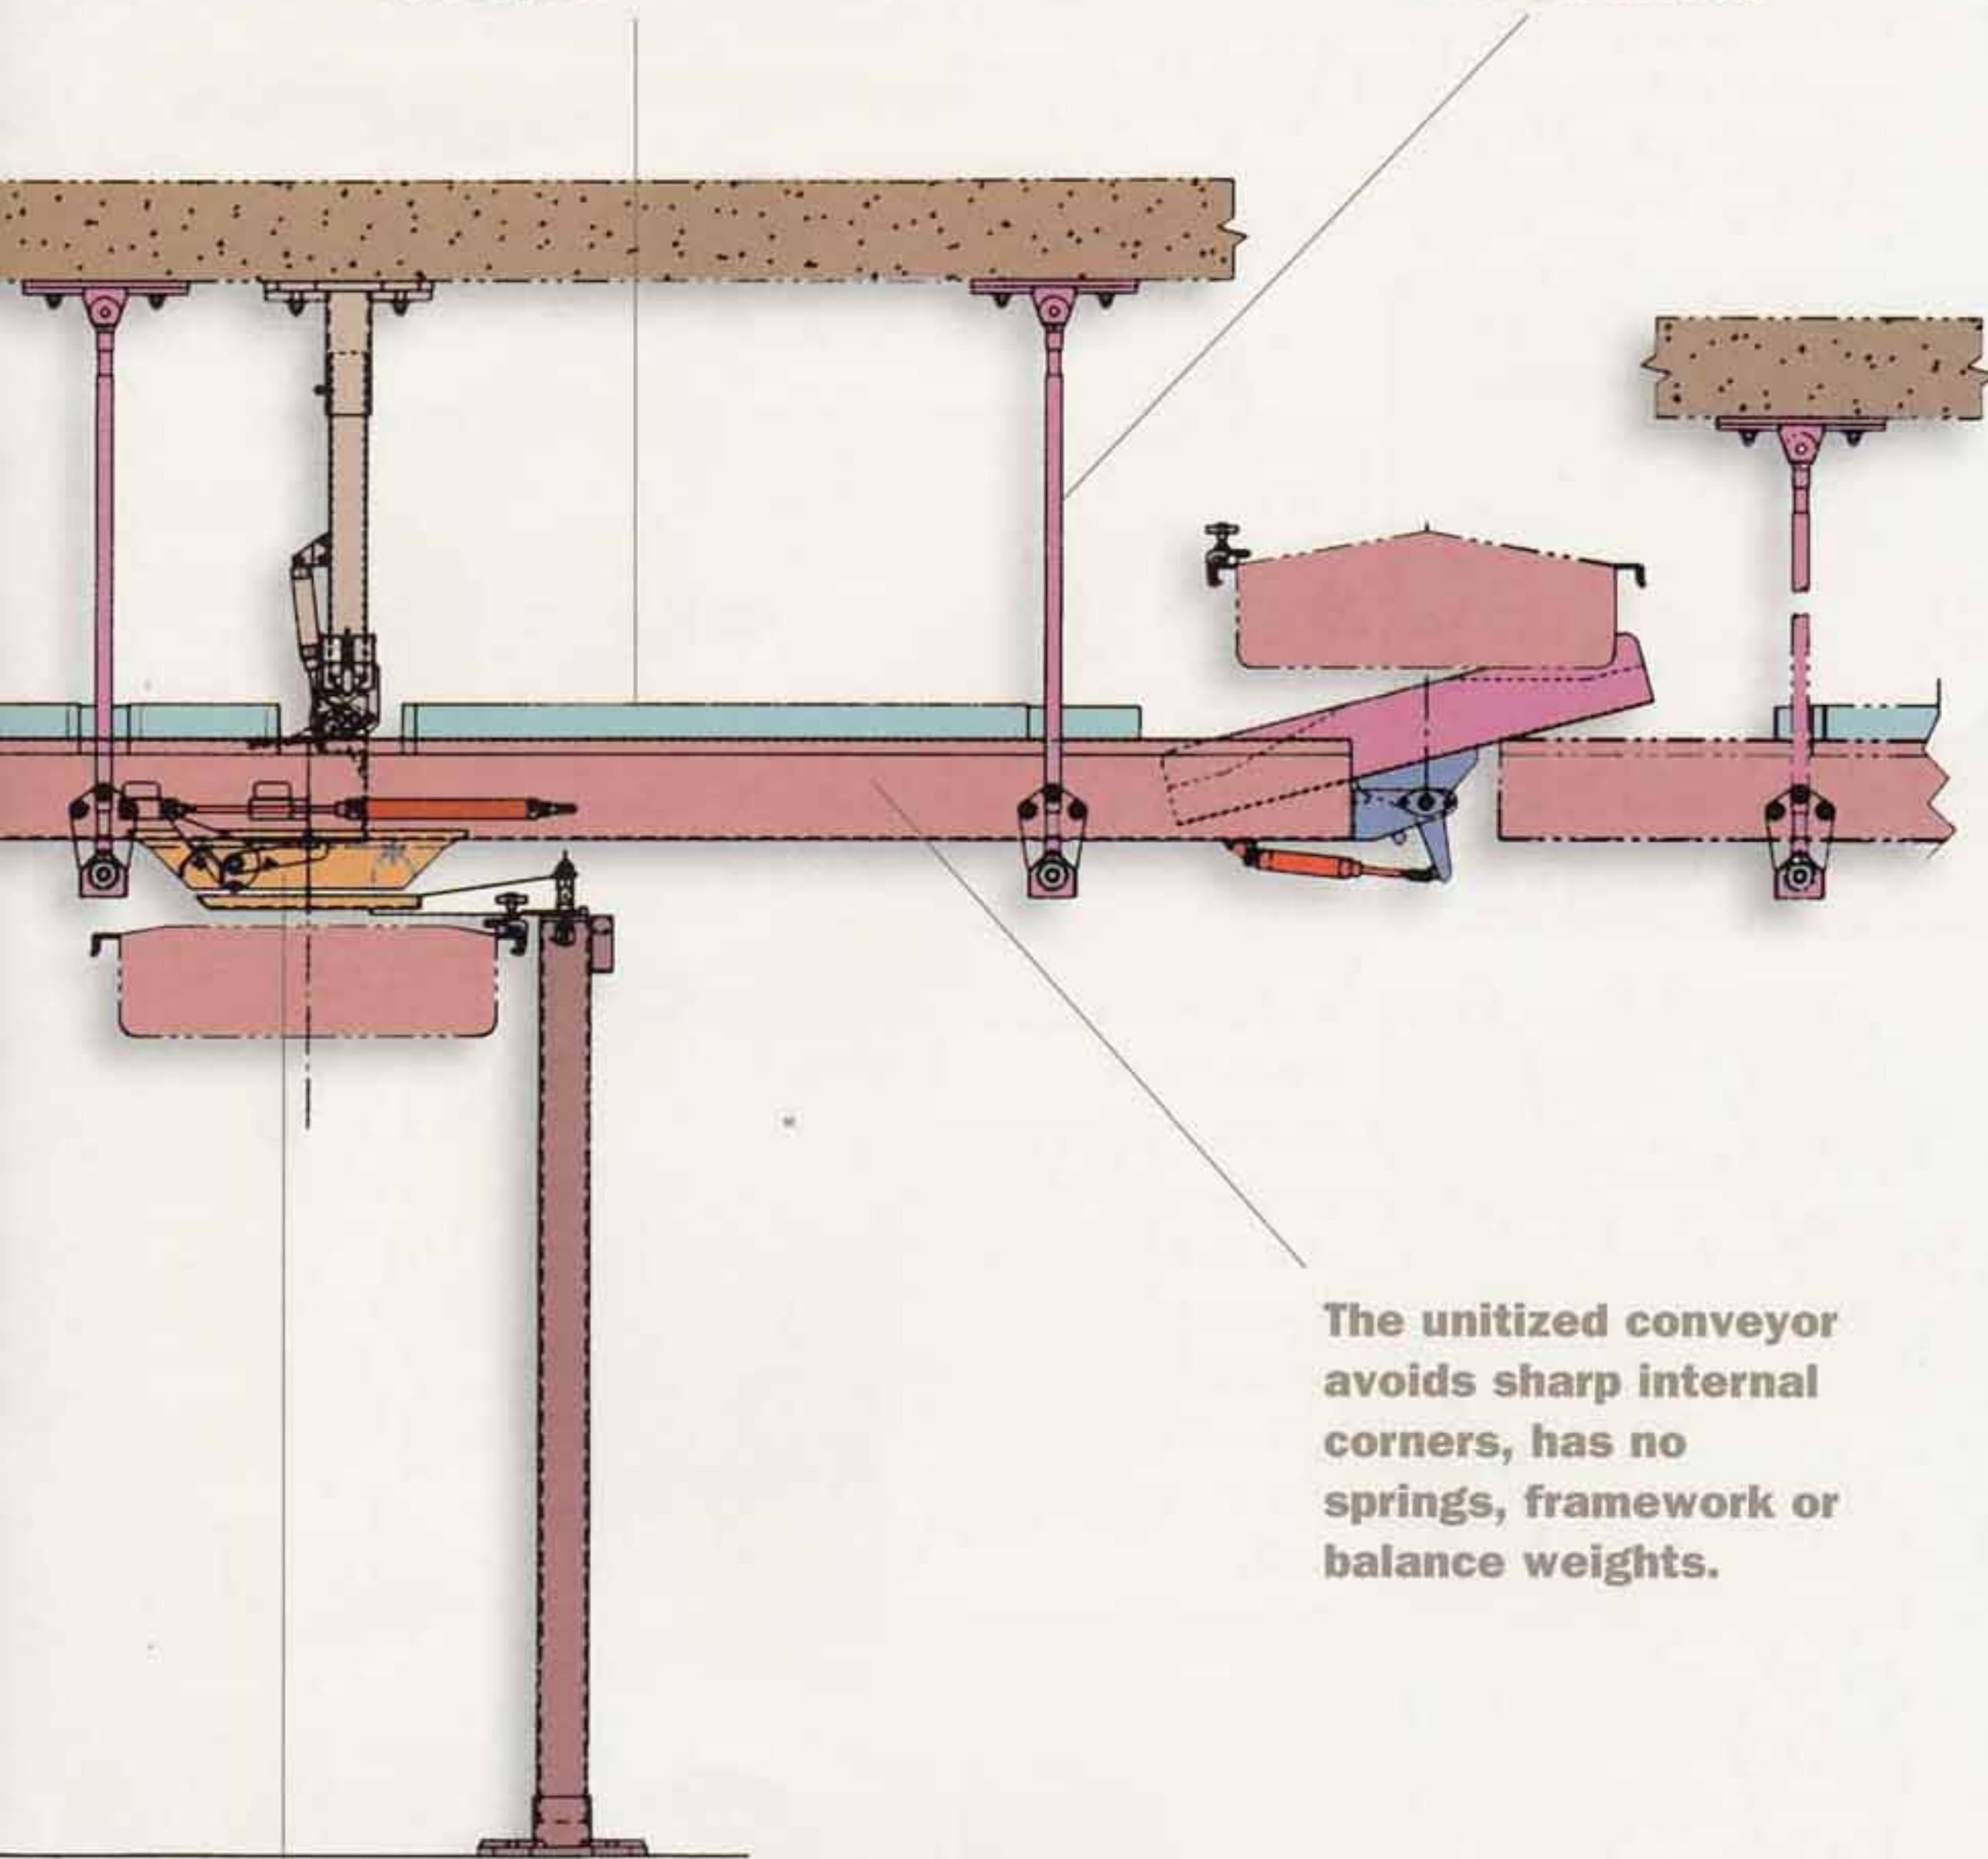 The unitized conveyor
avoids sharp internal
corners, has no
springs, framework or
balance weights.